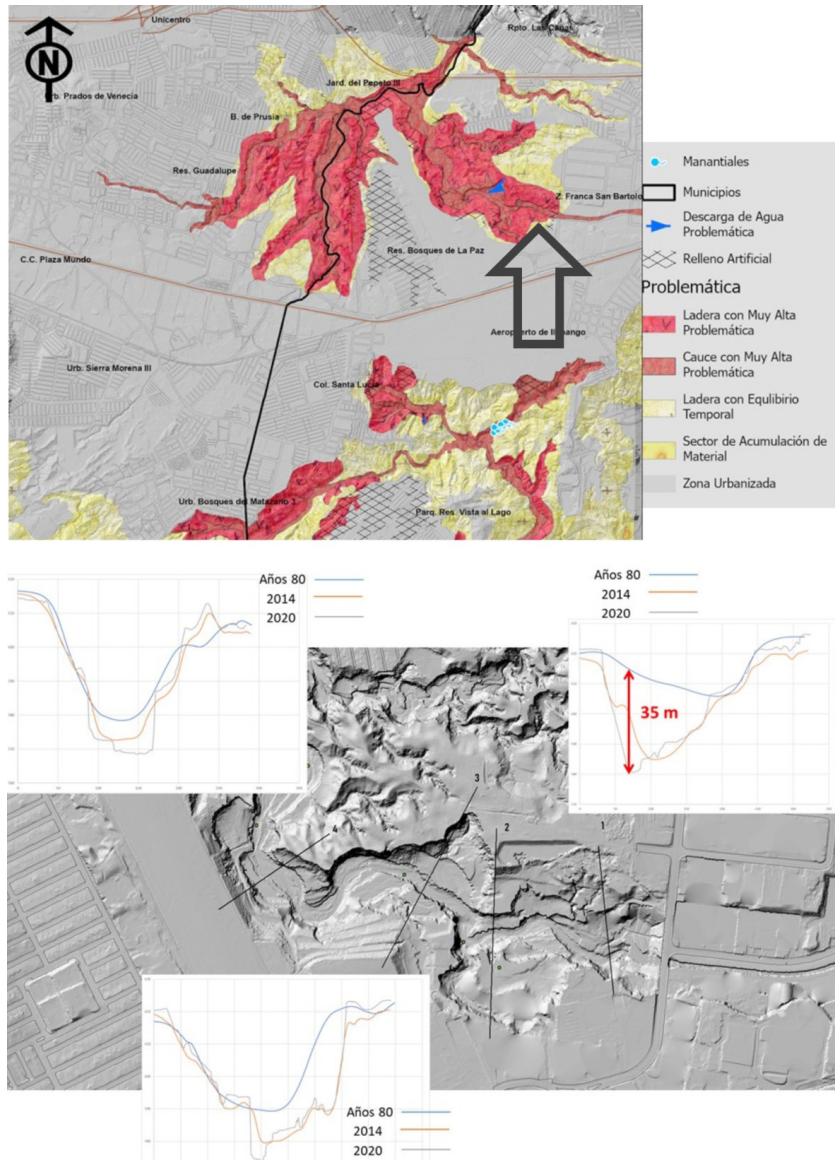 Unicentro
N
Rpto. Las Cañas
Jard. del Pepeto III
Urb. Prados de Venecia
B. de Prusia
Res. Guadalupe
Z. Franca San Bartolo
C.C. Plaza Mundo
Res. Bosques de La Paz
Aeropuerto de Ilopango
Urb. Sierra Morena III
Col. Santa Lucia
Urb. Bosques del Matazano 3
Parq. Res. Vista al Lago
Manantiales
Municipios
Descarga de Agua
Problemática
Relleno Artificial
Problemática
Ladera con Muy Alta
Problemática
Cauce con Muy Alta
Problemática
Ladera con Equlibirio
Temporal
Sector de Acumulación de
Material
Zona Urbanizada
Años 80
2014
2020
Años 80
2014
2020
35 m
3
4
2
1
Años 80
2014
2020